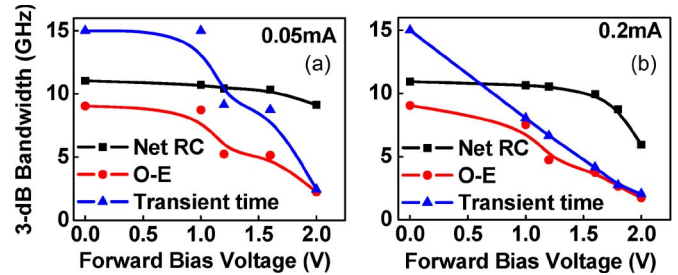 3-dB Bandwidth (GHz)
15
10
5
0
0.05mA
(a)
Net RC
O-E
Transient time
0.0 0.5 1.0 1.5 2.0
Forward Bias Voltage (V)
15
10
5
0
0.2mA
(b)
Net RC
O-E
Transient time
0.0 0.5 1.0 1.5 2.0
Forward Bias Voltage (V)